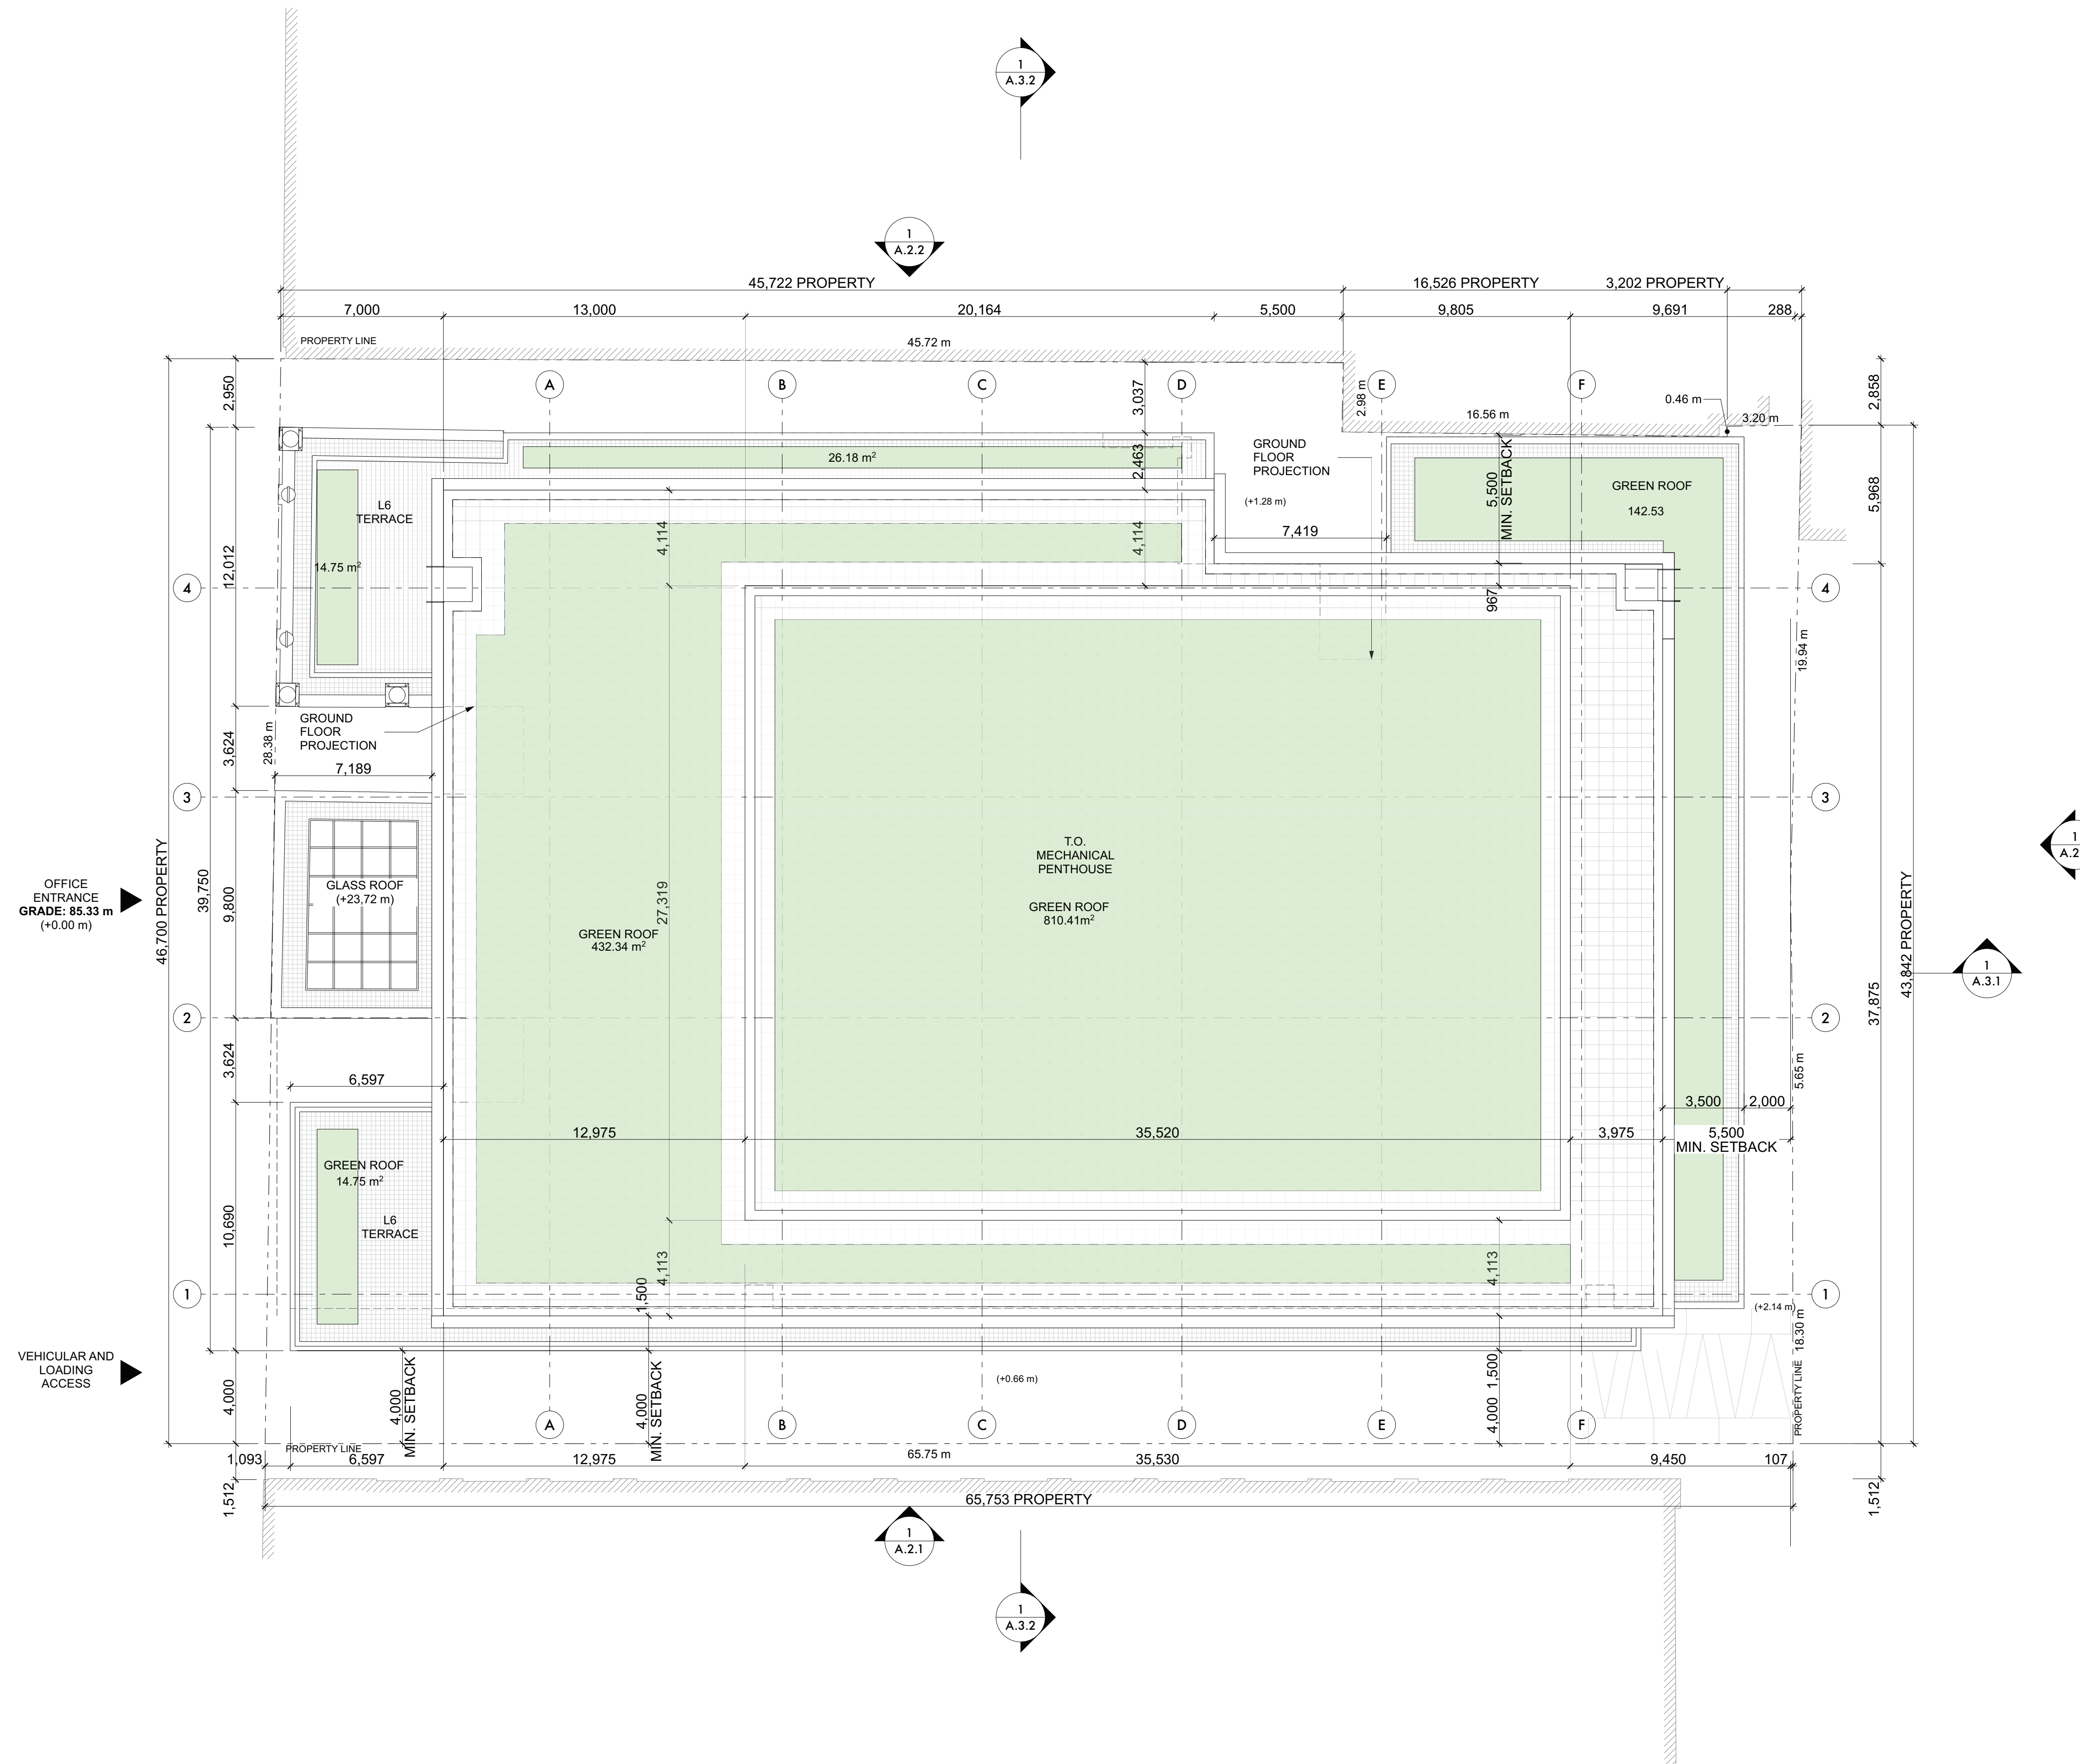 1
A.3.2
1
A.2.2
45,722 PROPERTY
16,526 PROPERTY
3,202 PROPERTY
7,000
13,000
20,164
5,500
9,805
9,691
288
PROPERTY LINE
45.72 m
A
B
C
D
E
F
2,950
3,037
2.98 m
16.56 m
0.46 m
3.20 m
2,858
26.18 m²
2,463
GROUND
FLOOR
PROJECTION
(+1.28 m)
5,500
MIN. SETBACK
GREEN ROOF
142.53
5,968
L6
TERRACE
4,114
4,114
7,419
12,012
14.75 m²
4
4
967
19.94 m
GROUND
FLOOR
PROJECTION
28.38 m
3,624
7,189
3
3
T.O.
MECHANICAL
PENTHOUSE
GREEN ROOF
810.41m²
OFFICE
ENTRANCE
GRADE: 85.33 m
(+0.00 m)
46,700 PROPERTY
39,750
9,800
GLASS ROOF
(+23,72 m)
27,319
GREEN ROOF
432.34 m²
1
A.2
43,842 PROPERTY
1
A.3.1
37,875
2
2
3,624
6,597
5.65 m
3,500
2,000
12,975
35,520
3,975
5,500
MIN. SETBACK
GREEN ROOF
14.75 m²
L6
TERRACE
10,690
4,113
4,113
1,500
1
1
(+2.14 m)
18.30 m
VEHICULAR AND
LOADING
ACCESS
4,000
4,000
MIN. SETBACK
4,000
MIN. SETBACK
(+0.66 m)
1,500
4,000
PROPERTY LINE
A
B
C
D
E
F
PROPERTY LINE
1,093
6,597
12,975
65.75 m
35,530
9,450
107
1,512
65,753 PROPERTY
1,512
1
A.2.1
1
A.3.2